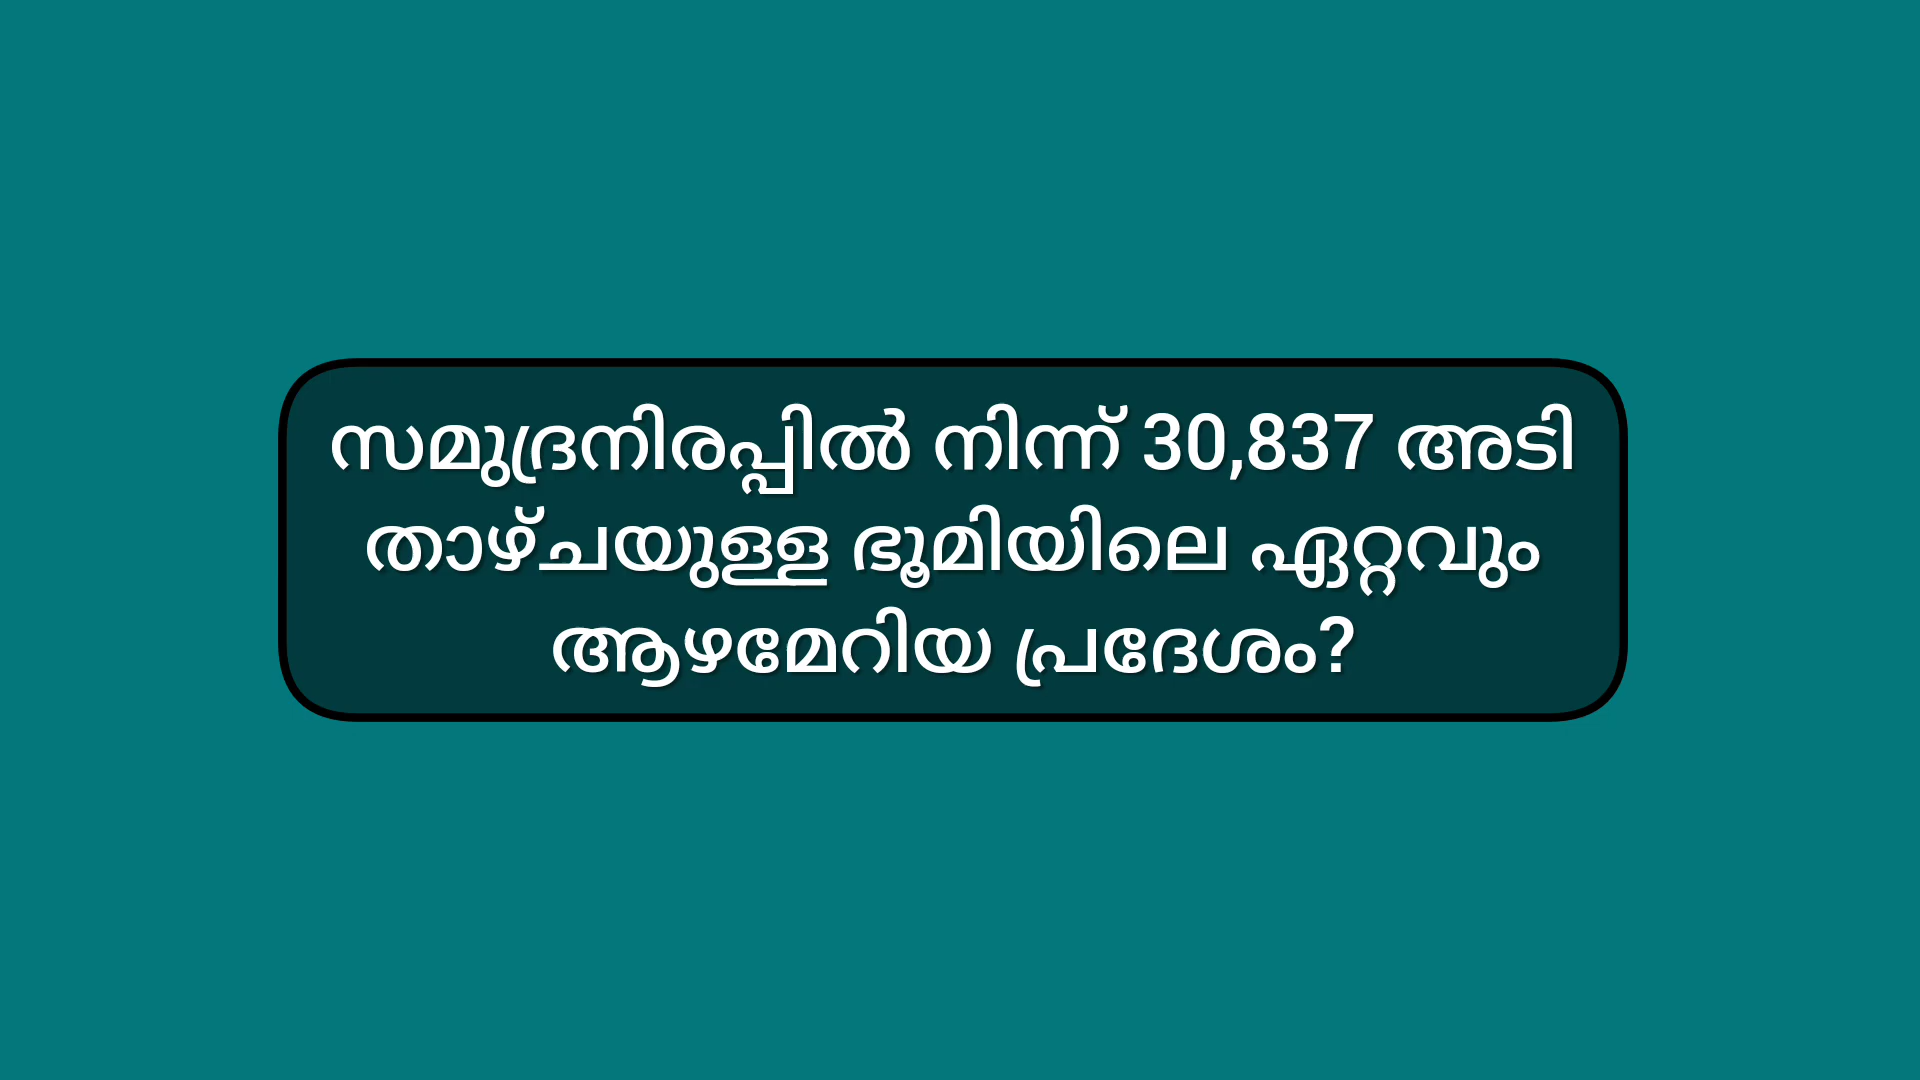 സമുദ്രനിരപ്പിൽ നിന്ന് 30,837 അടി
താഴ്ചയുള്ള ഭൂമിയിലെ ഏറ്റവും
ആഴമേറിയ പ്രദേശം?